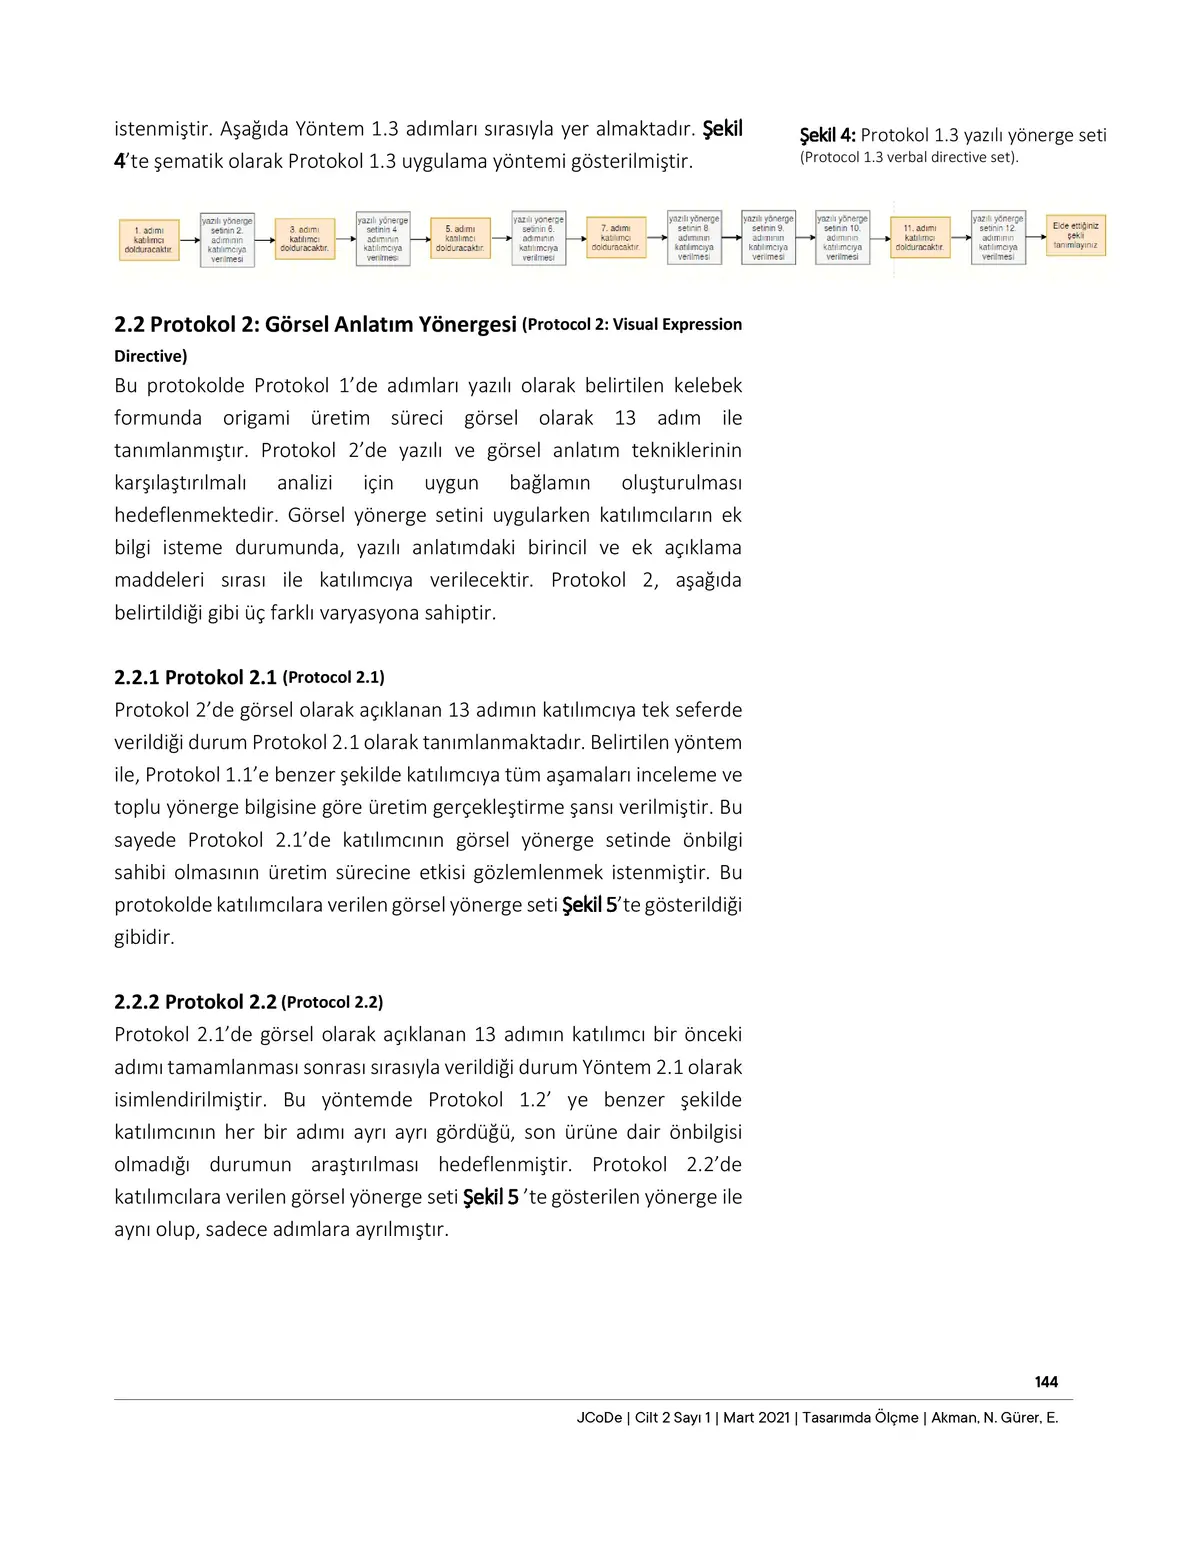 istenmiştir. Aşağıda Yöntem 1.3 adımları sırasıyla yer almaktadır. Şekil
4’te şematik olarak Protokol 1.3 uygulama yöntemi gösterilmiştir.
Şekil 4: Protokol 1.3 yazılı yönerge seti
(Protocol 1.3 verbal directive set).
1. adımı
katılımcı
dolduracaktır.
yazılı yönerge
setinin 2.
adımının
katılımcıya
verilmesi
3. adımı
katılımcı
dolduracaktır.
yazılı yönerge
setinin 4
adımının
katılımcıya
verilmesi
5. adımı
katılımcı
dolduracaktır.
yazılı yönerge
setinin 6.
adımının
katılımcıya
verilmesi
7. adımı
katılımcı
dolduracaktır.
yazılı yönerge
setinin 8.
adımının
katılımcıya
verilmesi
yazılı yönerge
setinin 9.
adımının
katılımcıya
verilmesi
yazılı yönerge
setinin 10.
adımının
katılımcıya
verilmesi
11. adımı
katılımcı
dolduracaktır.
yazılı yönerge
setinin 12.
adımının
katılımcıya
verilmesi
Elde ettiğiniz
şekli
tanımlayınız
2.2 Protokol 2: Görsel Anlatım Yönergesi (Protocol 2: Visual Expression
Directive)
Bu protokolde Protokol 1’de adımları yazılı olarak belirtilen kelebek
formunda origami üretim süreci görsel olarak 13 adım ile
tanımlanmıştır. Protokol 2’de yazılı ve görsel anlatım tekniklerinin
karşılaştırılmalı analizi için uygun bağlamın oluşturulması
hedeflenmektedir. Görsel yönerge setini uygularken katılımcıların ek
bilgi isteme durumunda, yazılı anlatımdaki birincil ve ek açıklama
maddeleri sırası ile katılımcıya verilecektir. Protokol 2, aşağıda
belirtildiği gibi üç farklı varyasyona sahiptir.
2.2.1 Protokol 2.1 (Protocol 2.1)
Protokol 2’de görsel olarak açıklanan 13 adımın katılımcıya tek seferde
verildiği durum Protokol 2.1 olarak tanımlanmaktadır. Belirtilen yöntem
ile, Protokol 1.1’e benzer şekilde katılımcıya tüm aşamaları inceleme ve
toplu yönerge bilgisine göre üretim gerçekleştirme şansı verilmiştir. Bu
sayede Protokol 2.1’de katılımcının görsel yönerge setinde önbilgi
sahibi olmasının üretim sürecine etkisi gözlemlenmek istenmiştir. Bu
protokolde katılımcılara verilen görsel yönerge seti Şekil 5’te gösterildiği
gibidir.
2.2.2 Protokol 2.2 (Protocol 2.2)
Protokol 2.1’de görsel olarak açıklanan 13 adımın katılımcı bir önceki
adımı tamamlanması sonrası sırasıyla verildiği durum Yöntem 2.1 olarak
isimlendirilmiştir. Bu yöntemde Protokol 1.2’ ye benzer şekilde
katılımcının her bir adımı ayrı ayrı gördüğü, son ürüne dair önbilgisi
olmadığı durumun araştırılması hedeflenmiştir. Protokol 2.2’de
katılımcılara verilen görsel yönerge seti Şekil 5 ’te gösterilen yönerge ile
aynı olup, sadece adımlara ayrılmıştır.
144
JCoDe | Cilt 2 Sayı 1 | Mart 2021 | Tasarımda Ölçme | Akman, N. Gürer, E.